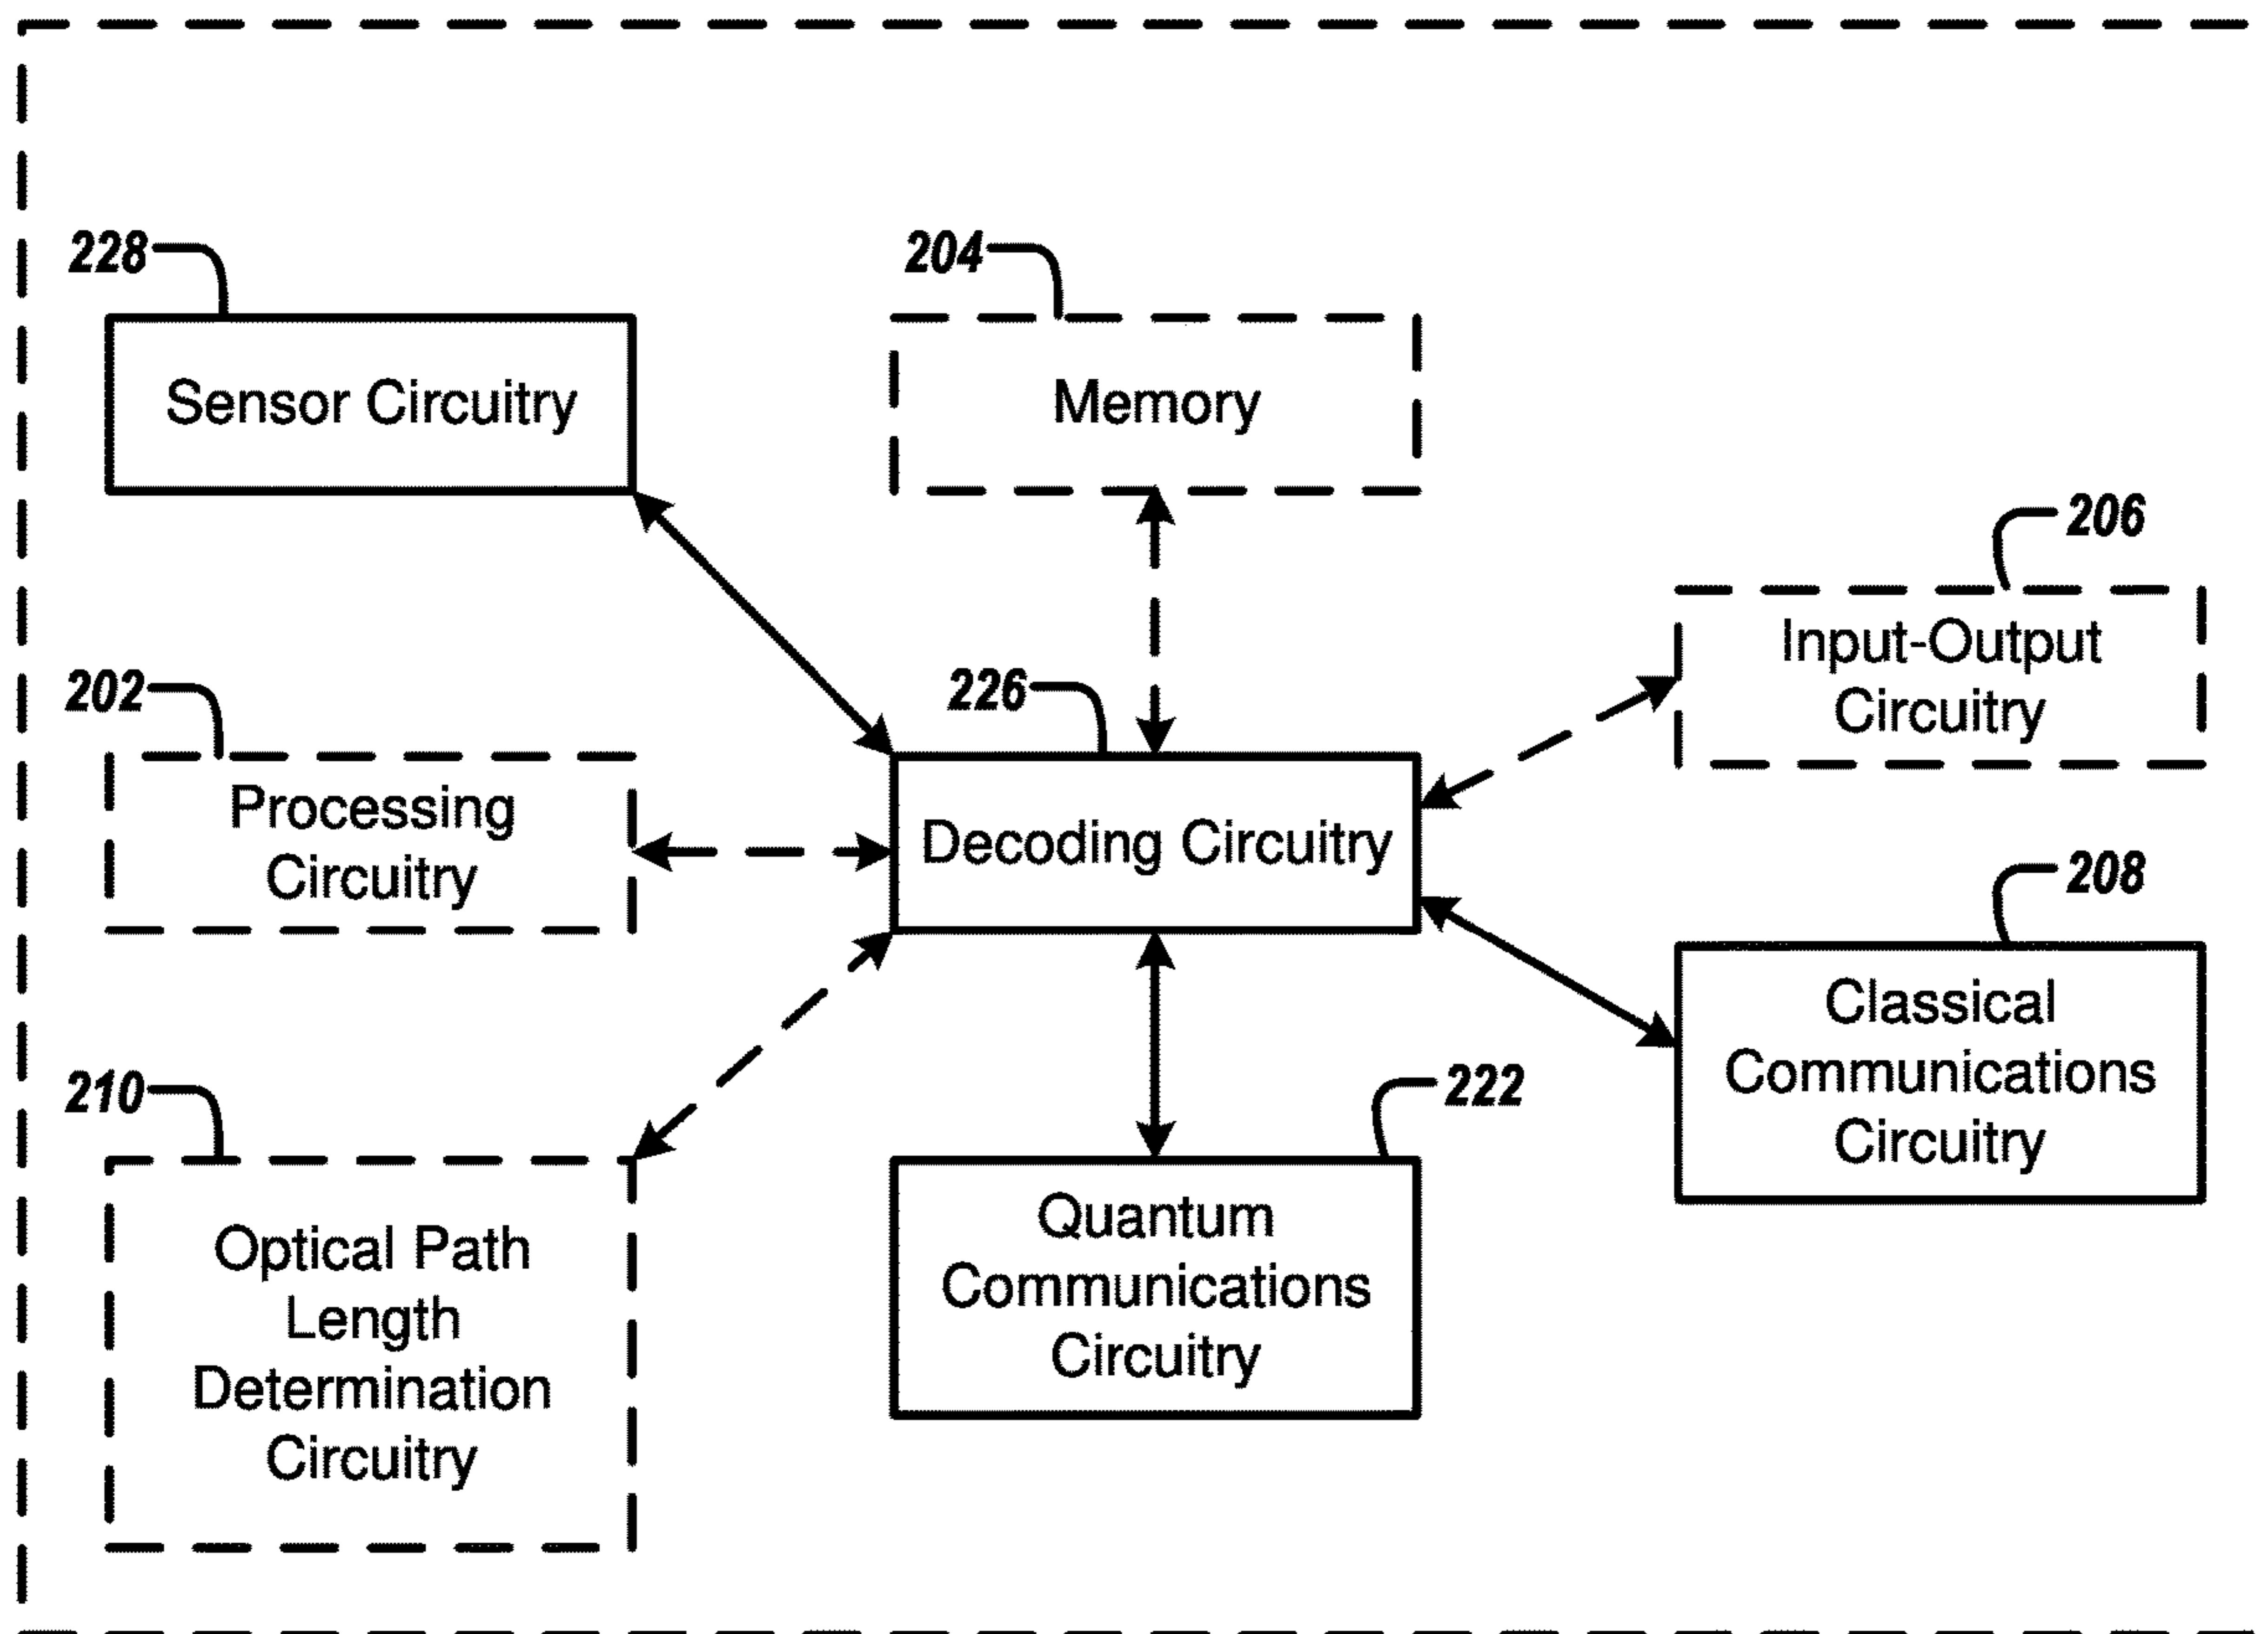 228
Sensor Circuitry
204
Memory
206
Input-Output
Circuitry
202
Processing
Circuitry
226
Decoding Circuitry
208
Classical
Communications
Circuitry
210
Optical Path
Length
Determination
Circuitry
222
Quantum
Communications
Circuitry